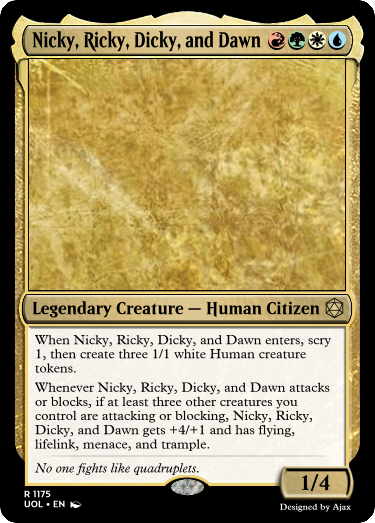 Nicky, Ricky, Dicky, and Dawn
Legendary Creature — Human Citizen
When Nicky, Ricky, Dicky, and Dawn enters, scry
1, then create three 1/1 white Human creature
tokens.
Whenever Nicky, Ricky, Dicky, and Dawn attacks
or blocks, if at least three other creatures you
control are attacking or blocking, Nicky, Ricky,
Dicky, and Dawn gets +4/+1 and has flying,
lifelink, menace, and trample.
No one fights like quadruplets.
1/4
R 1175
UOL • EN
Designed by Ajax